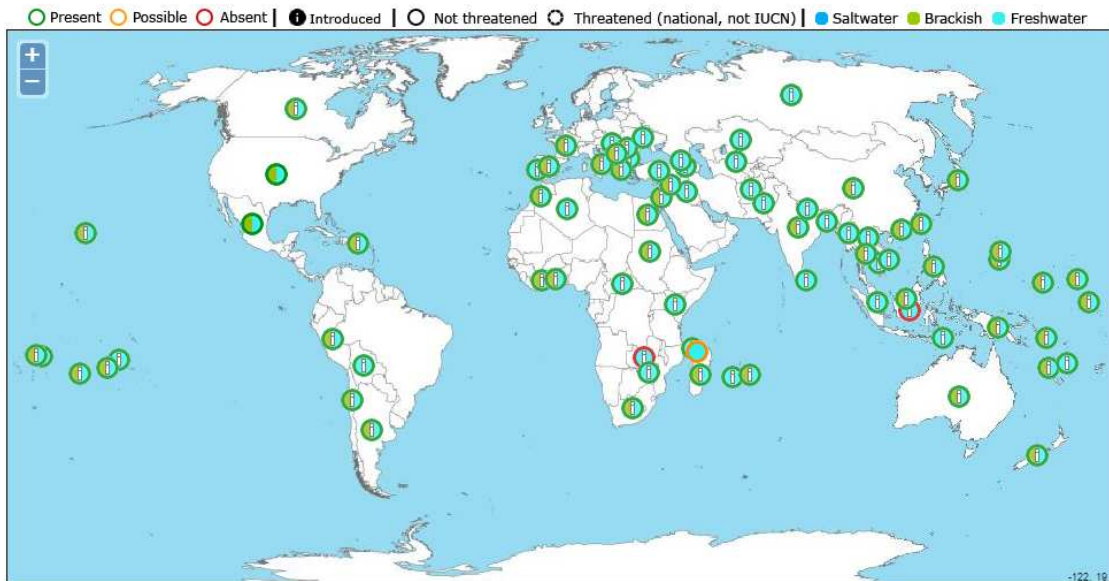 Present Possible Absent | i Introduced | Not threatened Threatened (national, not IUCN) | Saltwater Brackish Freshwater
+
−
-122, 19